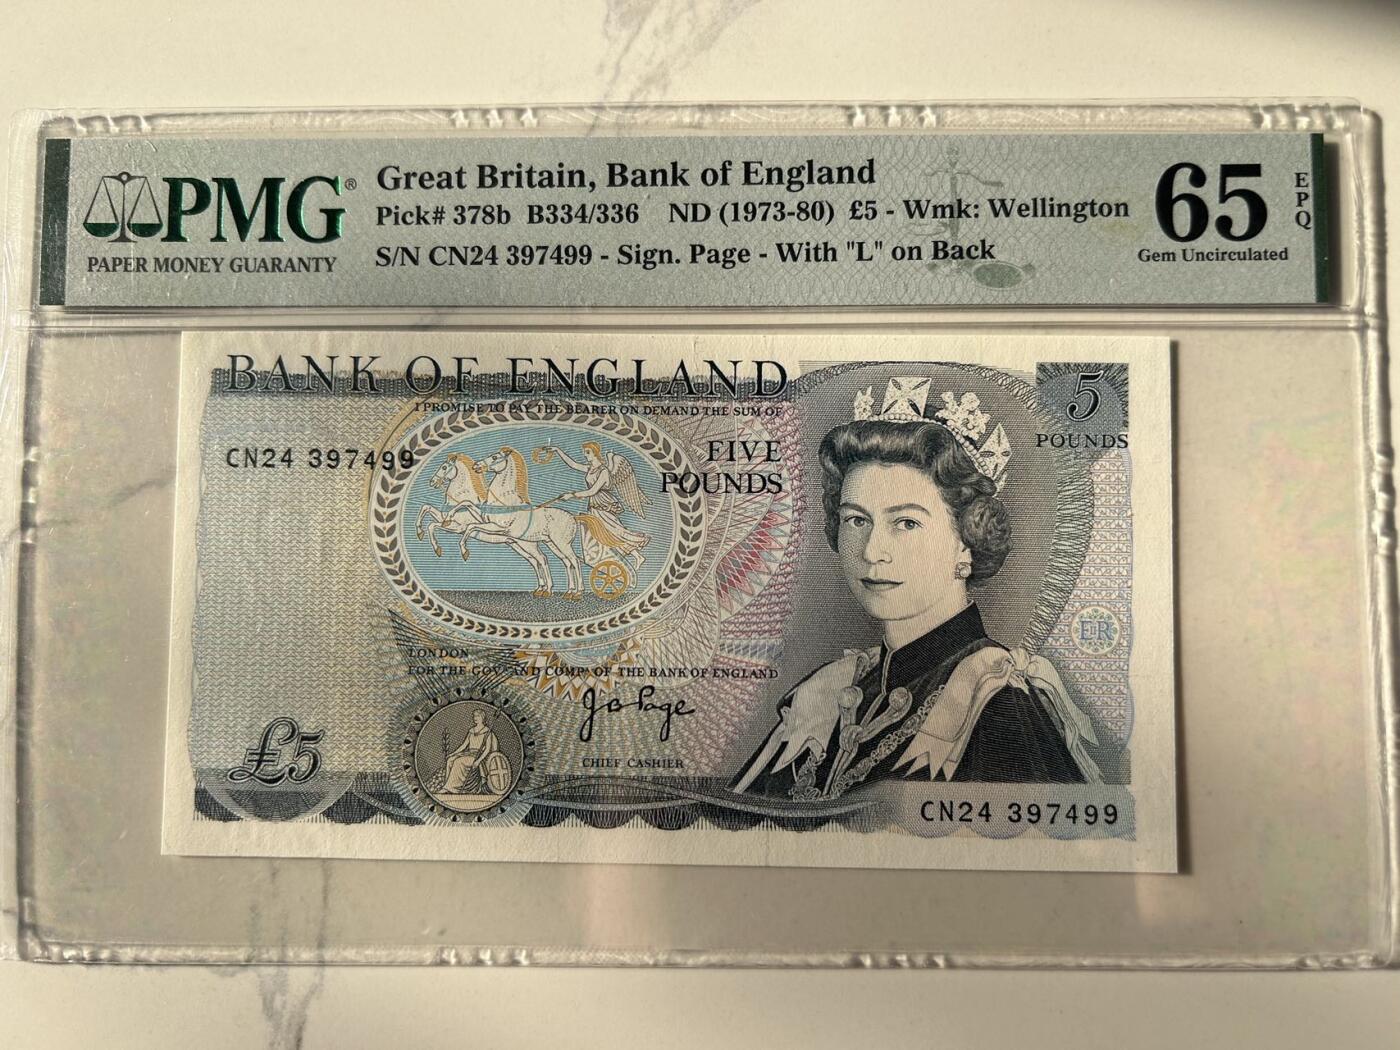 PMG®
PAPER MONEY GUARANTY
Great Britain, Bank of England
Pick# 378b B334/336 ND (1973-80) £5 - Wmk: Wellington
S/N CN24 397499 - Sign. Page - With "L" on Back
65
EPQ
Gem Uncirculated
BANK OF ENGLAND
I PROMISE TO PAY THE BEARER ON DEMAND THE SUM OF
5
POUNDS
CN24 397499
FIVE
POUNDS
ER
LONDON
FOR THE GOVR AND COMPA OF THE BANK OF ENGLAND
J B Page
CHIEF CASHIER
£5
CN24 397499